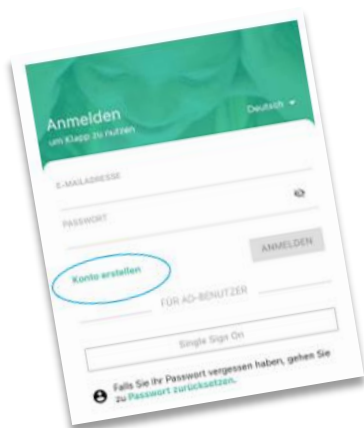 Anmelden
um Klapp zu nutzen
Deutsch
E-MAILADRESSE
PASSWORT
ANMELDEN
Konto erstellen
FÜR AD-BENUTZER
Single Sign On
Falls Sie Ihr Passwort vergessen haben, gehen Sie
zu Passwort zurücksetzen.